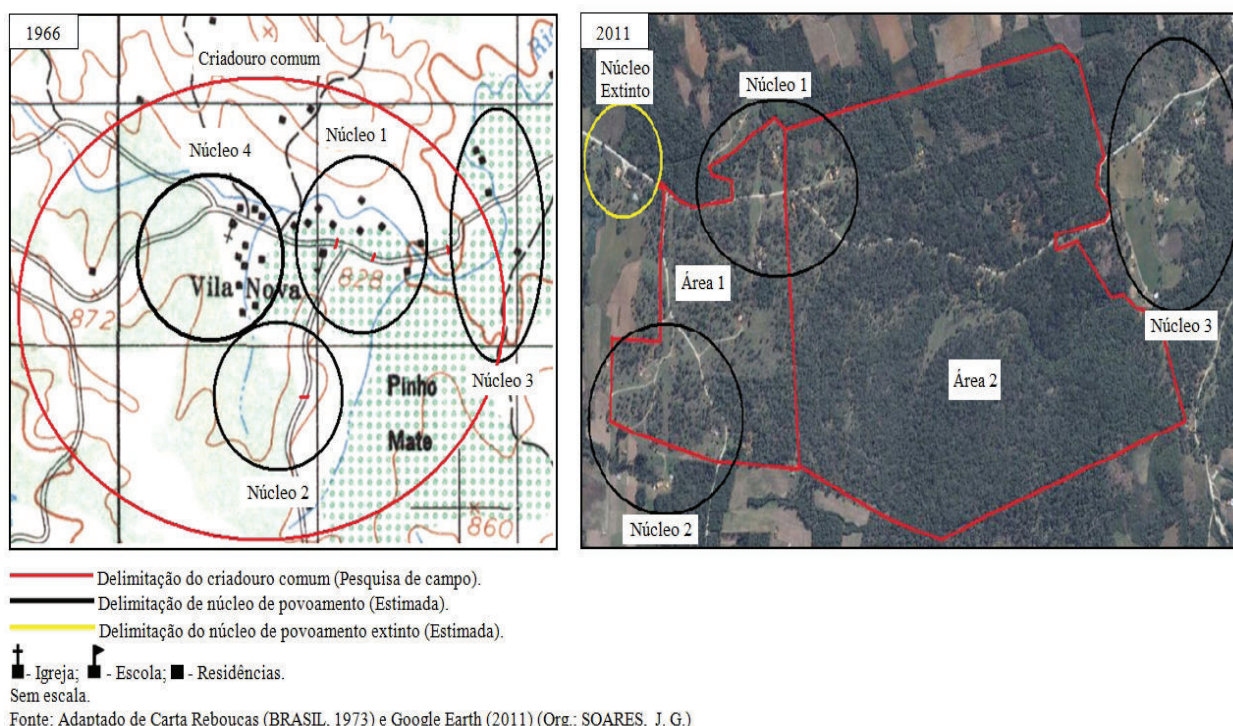 1966
Criadouro comum
Rio
Núcleo 1
Núcleo 4
Vila Nova
828
872
Núcleo 3
Pinho
Mate
Núcleo 2
860
2011
Núcleo
Extinto
Núcleo 1
Área 1
Núcleo 3
Área 2
Núcleo 2
Delimitação do criadouro comum (Pesquisa de campo).
Delimitação de núcleo de povoamento (Estimada).
Delimitação do núcleo de povoamento extinto (Estimada).
- Igreja; - Escola; - Residências.
Sem escala.
Fonte: Adaptado de Carta Rebouças (BRASIL, 1973) e Google Earth (2011) (Org.: SOARES, J. G.)